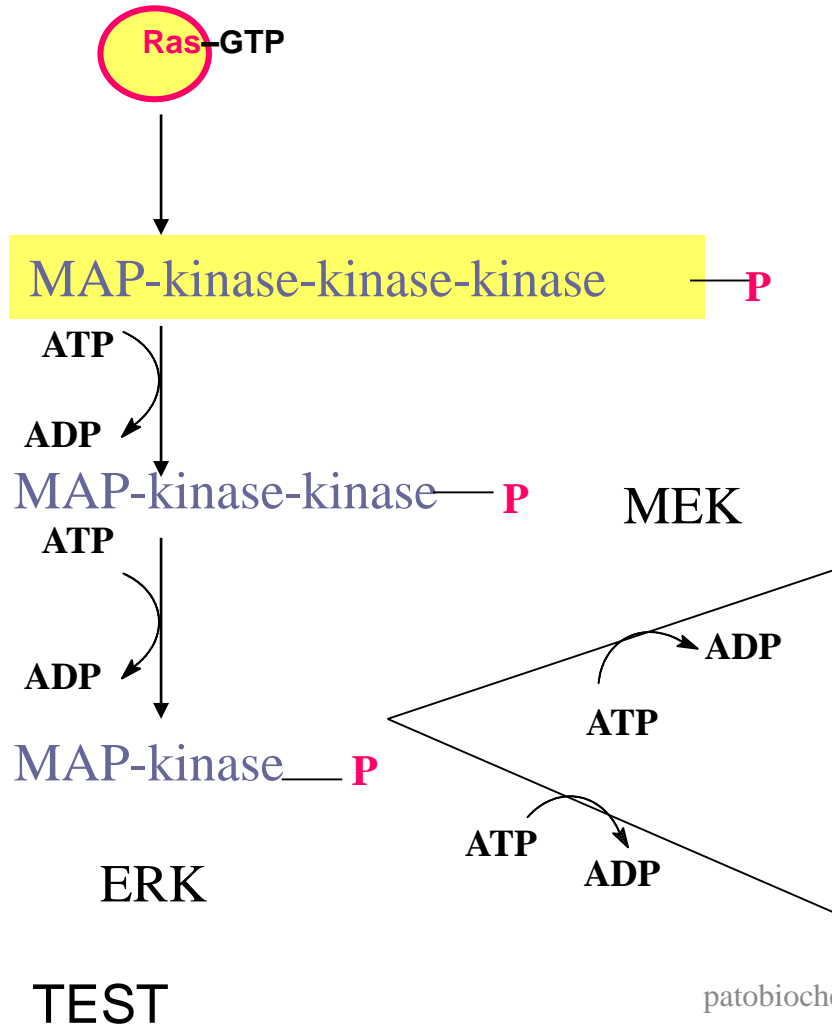 Ras-GTP
MAP-kinase-kinase-kinase P
ATP
ADP
MAP-kinase-kinase P MEK
ATP
ADP
ADP
ATP
MAP-kinase P
ATP
ADP
ERK
TEST
patobioche